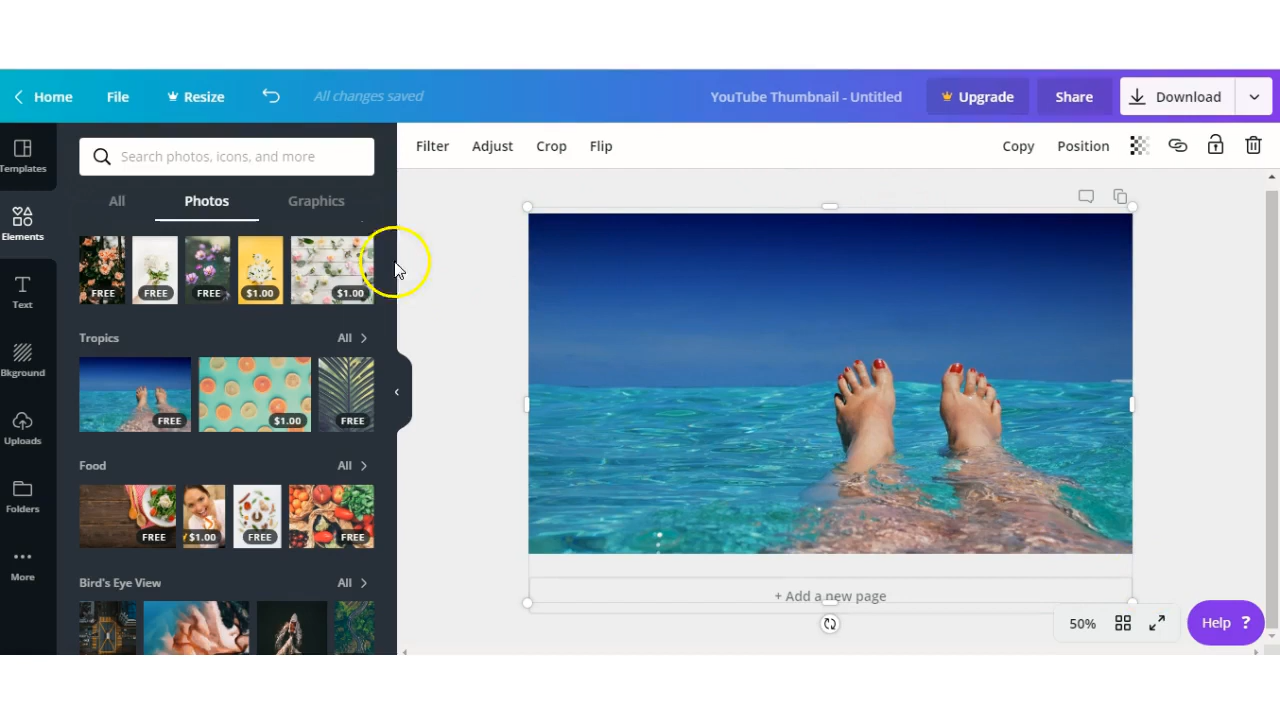 Home File Resize All changes saved YouTube Thumbnail - Untitled Upgrade Share Download
Templates
Elements
Text
Bkground
Uploads
Folders
More
Search photos, icons, and more
All Photos Graphics
FREE FREE FREE $1.00 $1.00
Tropics All
FREE $1.00 FREE
Food All
FREE $1.00 FREE FREE
Bird's Eye View All
Filter Adjust Crop Flip Copy Position
+ Add a new page
50% Help ?